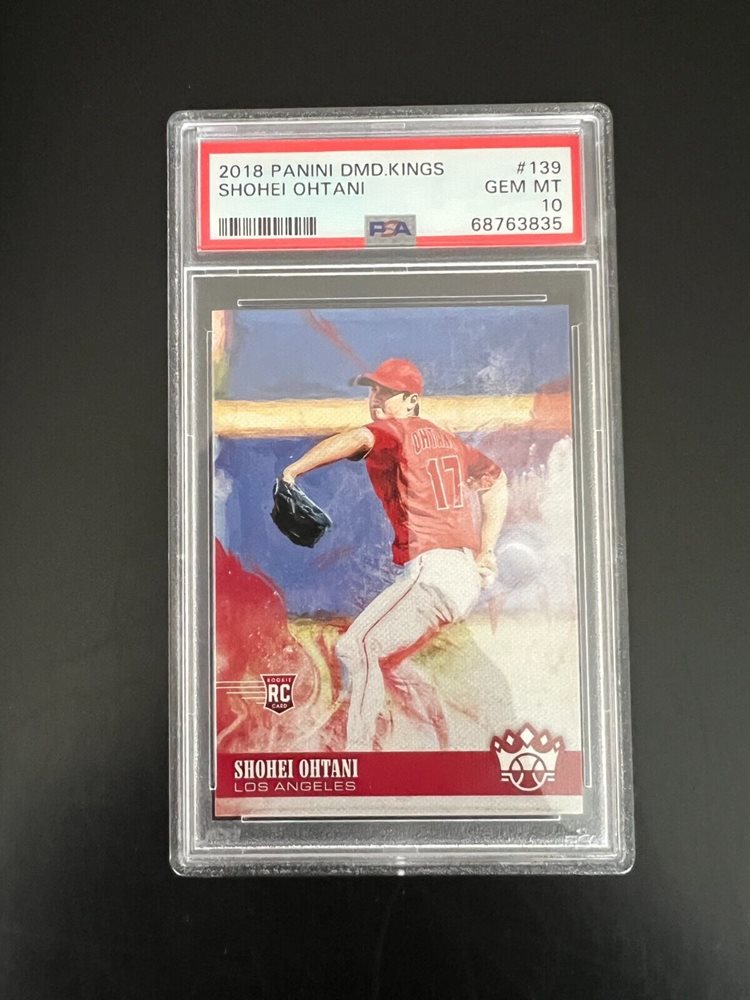 2018 PANINI DMD.KINGS #139
SHOHEI OHTANI GEM MT
10
PSA 68763835
OHTANI
17
ROOKIE
RC
CARD
SHOHEI OHTANI
LOS ANGELES